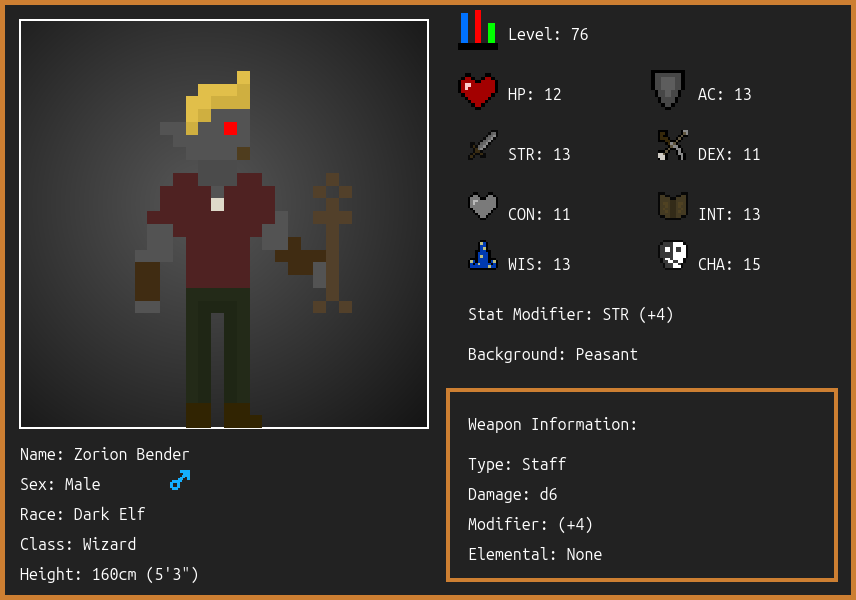 Level: 76
HP: 12
AC: 13
STR: 13
DEX: 11
CON: 11
INT: 13
WIS: 13
CHA: 15
Stat Modifier: STR (+4)
Background: Peasant
Weapon Information:
Type: Staff
Damage: d6
Modifier: (+4)
Elemental: None
Name: Zorion Bender
Sex: Male
Race: Dark Elf
Class: Wizard
Height: 160cm (5'3")